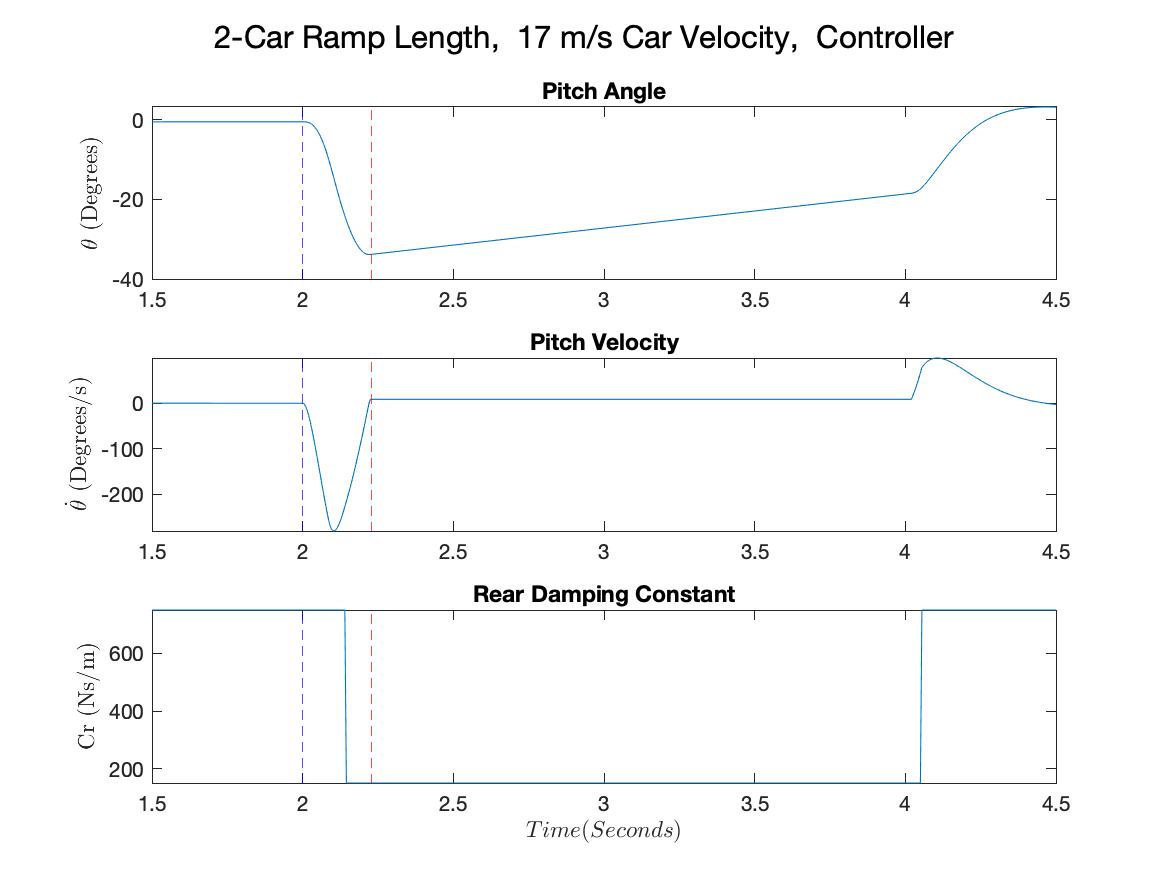 2-Car Ramp Length,  17 m/s Car Velocity,  Controller
Pitch Angle
θ (Degrees)
0
-20
-40
1.5 2 2.5 3 3.5 4 4.5
Pitch Velocity
θ̇ (Degrees/s)
0
-100
-200
1.5 2 2.5 3 3.5 4 4.5
Rear Damping Constant
Cr (Ns/m)
600
400
200
1.5 2 2.5 3 3.5 4 4.5
Time(Seconds)